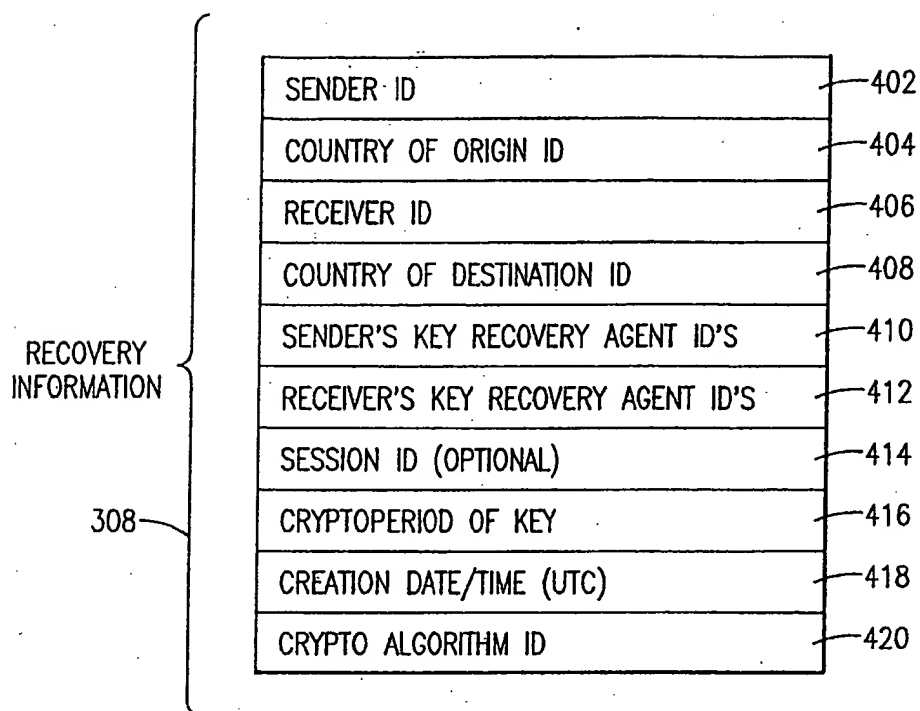 SENDER ID 402
COUNTRY OF ORIGIN ID 404
RECEIVER ID 406
COUNTRY OF DESTINATION ID 408
SENDER'S KEY RECOVERY AGENT ID'S 410
RECOVERY
INFORMATION
RECEIVER'S KEY RECOVERY AGENT ID'S 412
SESSION ID (OPTIONAL) 414
308
CRYPTOPERIOD OF KEY 416
CREATION DATE/TIME (UTC) 418
CRYPTO ALGORITHM ID 420